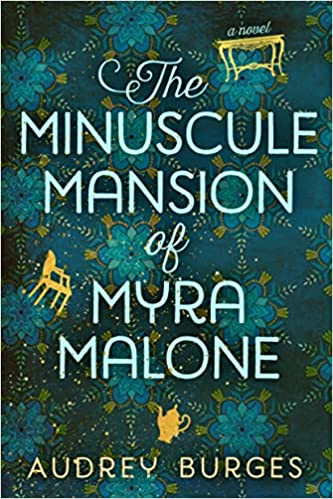 a novel
The
MINUSCULE
MANSION
of
MYRA
MALONE
AUDREY BURGES